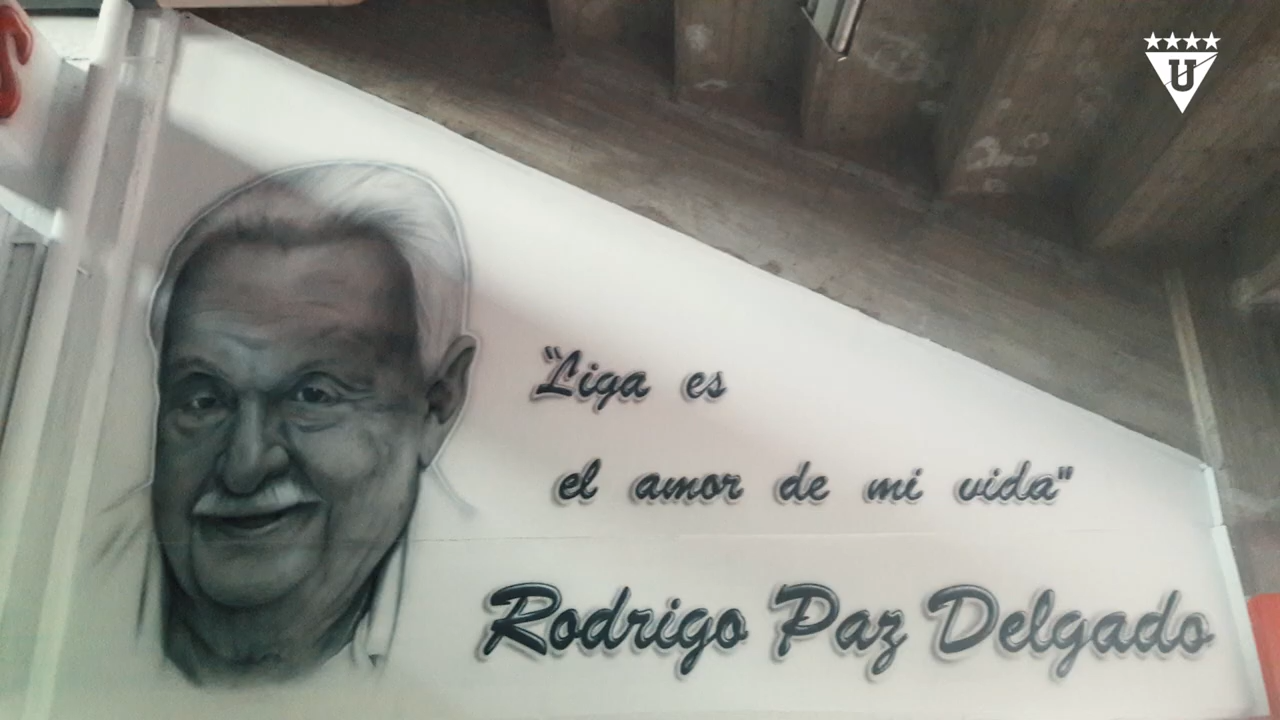 U
"Liga es
el amor de mi vida"
Rodrigo Paz Delgado